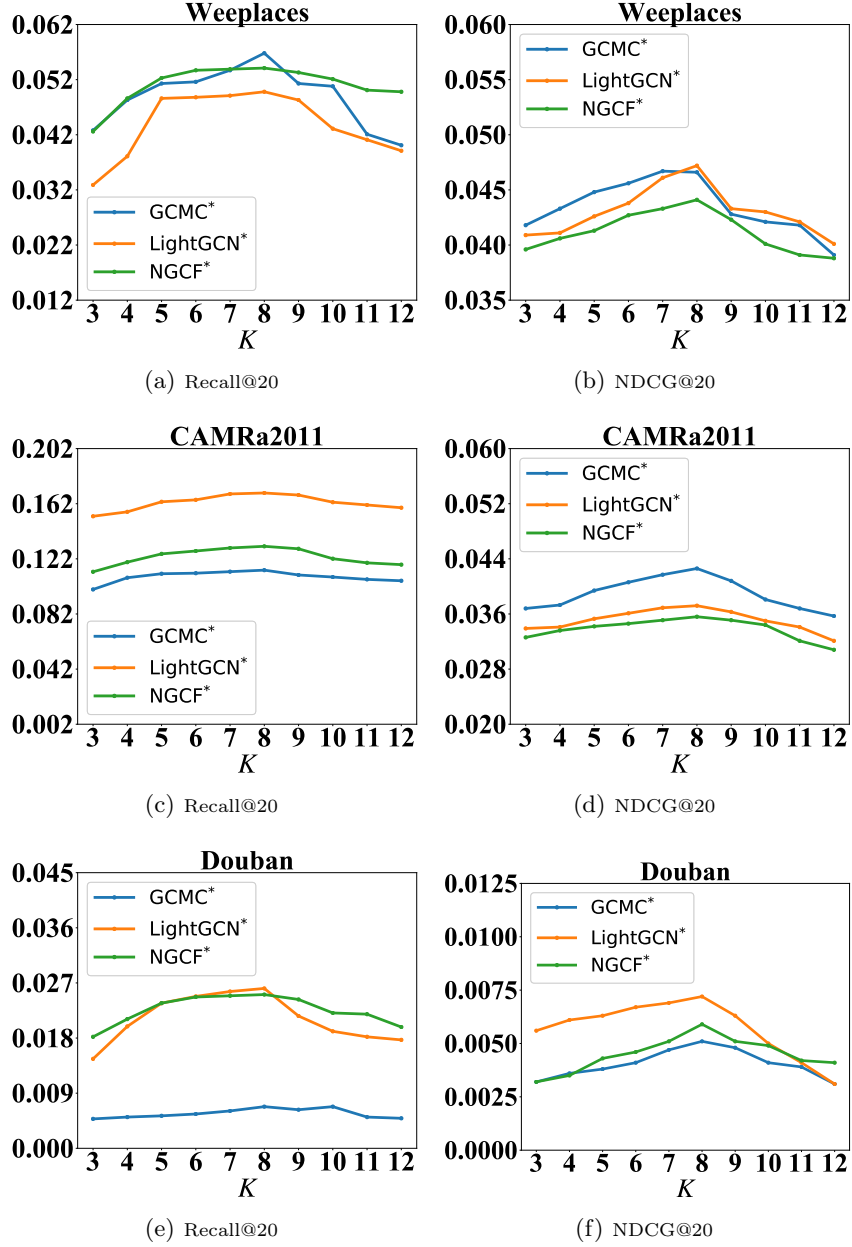 Weeplaces
0.062
0.052
0.042
0.032
0.022
0.012
GCMC*
LightGCN*
NGCF*
3 4 5 6 7 8 9 10 11 12
K
(a) Recall@20
Weeplaces
0.060
0.055
0.050
0.045
0.040
0.035
GCMC*
LightGCN*
NGCF*
3 4 5 6 7 8 9 10 11 12
K
(b) NDCG@20
CAMRa2011
0.202
0.162
0.122
0.082
0.042
0.002
GCMC*
LightGCN*
NGCF*
3 4 5 6 7 8 9 10 11 12
K
(c) Recall@20
CAMRa2011
0.060
0.052
0.044
0.036
0.028
0.020
GCMC*
LightGCN*
NGCF*
3 4 5 6 7 8 9 10 11 12
K
(d) NDCG@20
Douban
0.045
0.036
0.027
0.018
0.009
0.000
GCMC*
LightGCN*
NGCF*
3 4 5 6 7 8 9 10 11 12
K
(e) Recall@20
Douban
0.0125
0.0100
0.0075
0.0050
0.0025
0.0000
GCMC*
LightGCN*
NGCF*
3 4 5 6 7 8 9 10 11 12
K
(f) NDCG@20